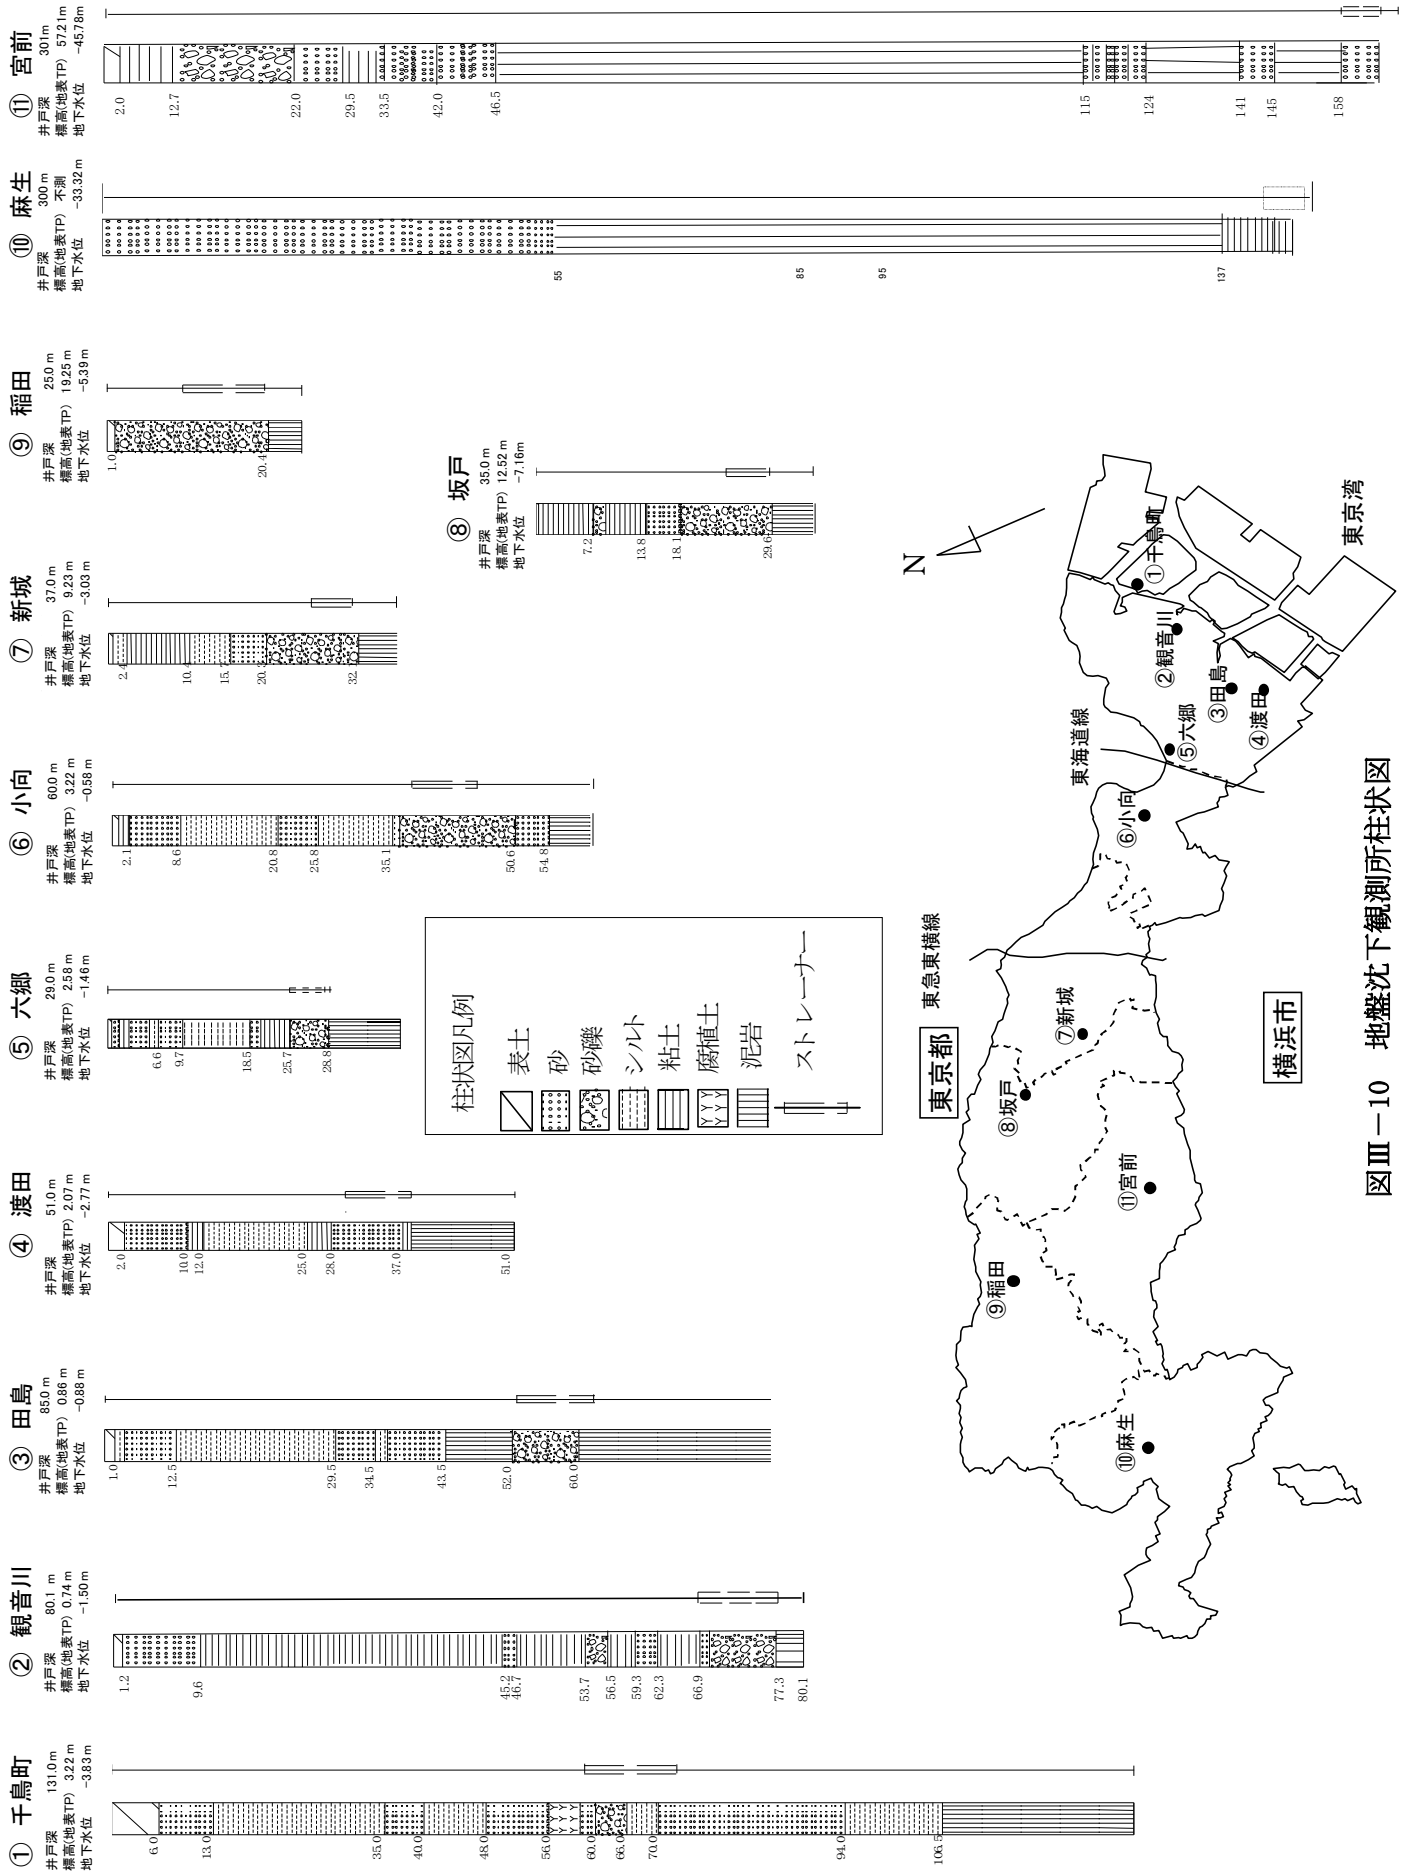 ① 千鳥町
井戸深 131.0m
標高(地表TP) 3.22 m
地下水位 -3.83m
6.0
13.0
35.0
40.0
48.0
56.0
60.0
66.0
70.0
94.0
106.5
② 観音川
井戸深 80.1 m
標高(地表TP) 0.74 m
地下水位 -1.50m
1.2
9.6
45.2
46.7
53.7
56.5
59.3
62.3
66.9
77.3
80.1
③ 田島
井戸深 85.0 m
標高(地表TP) 0.86 m
地下水位 -0.88m
1.0
12.5
29.5
34.5
43.5
52.0
60.0
④ 渡田
井戸深 51.0 m
標高(地表TP) 2.07 m
地下水位 -2.77m
2.0
10.0
12.0
25.0
28.0
37.0
51.0
⑤ 六郷
井戸深 29.0 m
標高(地表TP) 2.58 m
地下水位 -1.46m
6.6
9.7
18.5
25.7
28.8
⑥ 小向
井戸深 60.0 m
標高(地表TP) 3.22 m
地下水位 -0.58m
2.1
8.6
20.8
25.8
35.1
50.6
54.8
⑦ 新城
井戸深 37.0 m
標高(地表TP) 9.23 m
地下水位 -3.03m
2.4
10.4
15.7
20.3
32.
⑧ 坂戸
井戸深 35.0 m
標高(地表TP) 12.52 m
地下水位 -7.16m
7.2
13.8
18.1
29.6
⑨ 稲田
井戸深 25.0 m
標高(地表TP) 19.25 m
地下水位 -5.39m
1.0
20.4
⑩ 麻生
井戸深 300 m
標高(地表TP) 不測
地下水位 -33.32 m
55
85
95
137
⑪ 宮前
井戸深 301m
標高(地表TP) 57.21m
地下水位 -45.78m
2.0
12.7
22.0
29.5
33.5
42.0
46.5
115
124
141
145
158
柱状図凡例
表土
砂
砂礫
シルト
粘土
腐植土
泥岩
ストレーナー
N
東京都
横浜市
東京湾
東急東横線
東海道線
①千鳥町
②観音川
③田島
④渡田
⑤六郷
⑥小向
⑦新城
⑧坂戸
⑨稲田
⑩麻生
⑪宮前
図Ⅲ－10 地盤沈下観測所柱状図